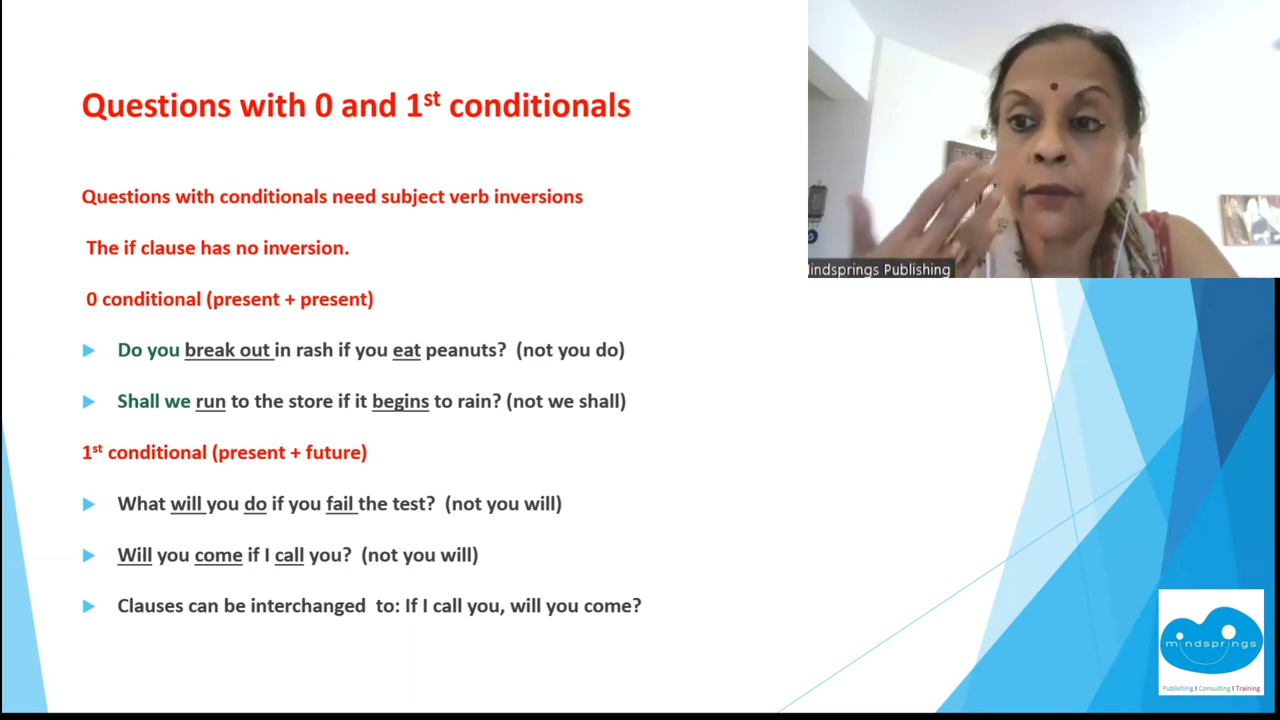 Questions with 0 and 1st conditionals
Questions with conditionals need subject verb inversions
The if clause has no inversion.
0 conditional (present + present)
Do you break out in rash if you eat peanuts? (not you do)
Shall we run to the store if it begins to rain? (not we shall)
1st conditional (present + future)
What will you do if you fail the test? (not you will)
Will you come if I call you? (not you will)
Clauses can be interchanged to: If I call you, will you come?
indsprings Publishing
mindsprings
Publishing I Consulting I Training